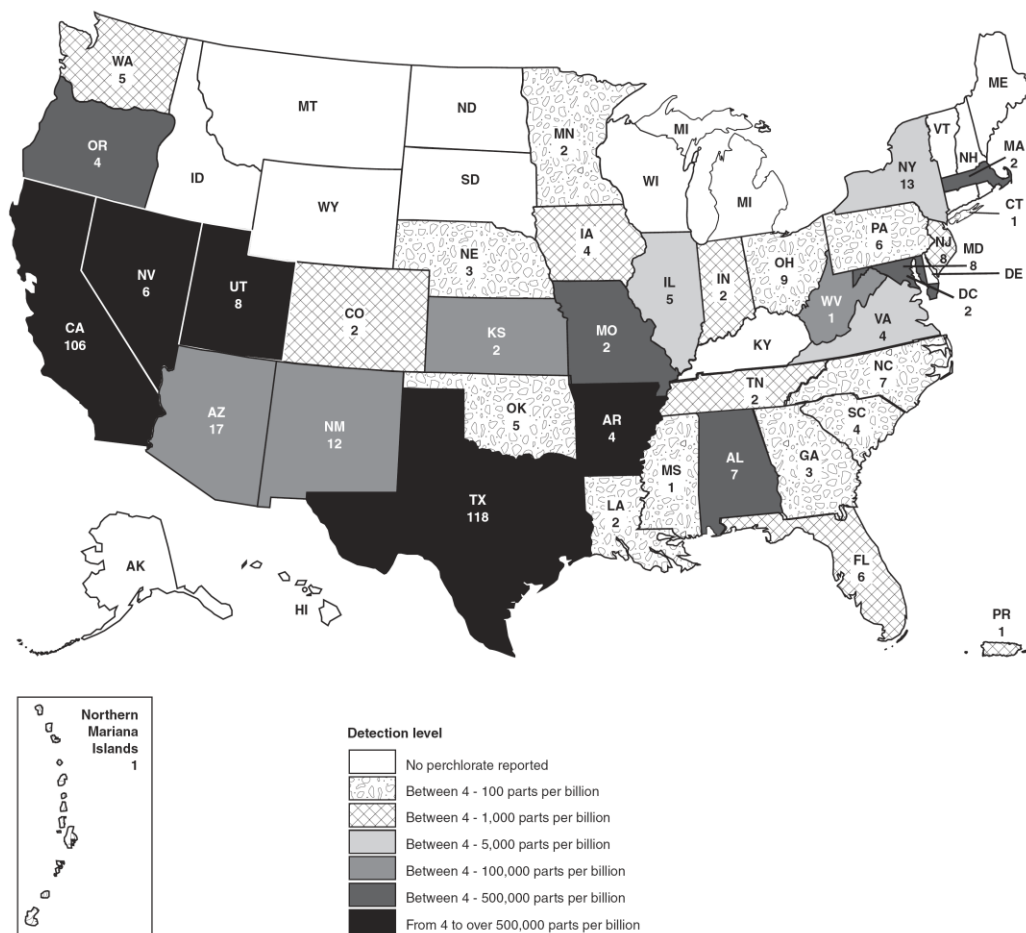 WA
5
MT
ND
MN
2
ME
OR
4
ID
SD
WI
MI
MI
VT
NH
MA
2
NY
13
CT
1
WY
IA
4
NE
3
PA
6
NJ
8
MD
8
DE
DC
2
OH
9
IN
2
IL
5
WV
1
VA
4
NV
6
UT
8
CO
2
KS
2
MO
2
KY
CA
106
TN
2
NC
7
SC
4
AZ
17
NM
12
OK
5
AR
4
MS
1
AL
7
GA
3
TX
118
LA
2
FL
6
AK
HI
PR
1
Northern
Mariana
Islands
1
Detection level
No perchlorate reported
Between 4 - 100 parts per billion
Between 4 - 1,000 parts per billion
Between 4 - 5,000 parts per billion
Between 4 - 100,000 parts per billion
Between 4 - 500,000 parts per billion
From 4 to over 500,000 parts per billion